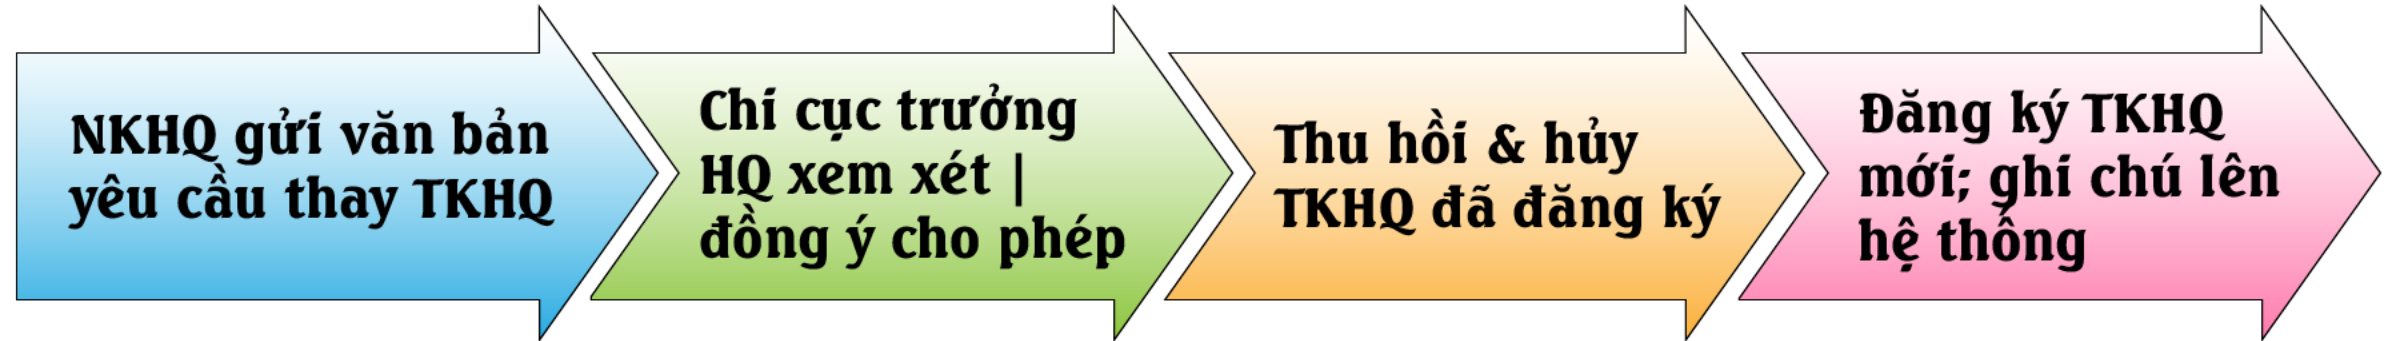 NKHQ gửi văn bản
yêu cầu thay TKHQ
Chi cục trưởng
HQ xem xét |
đồng ý cho phép
Thu hồi & hủy
TKHQ đã đăng ký
Đăng ký TKHQ
mới; ghi chú lên
hệ thống